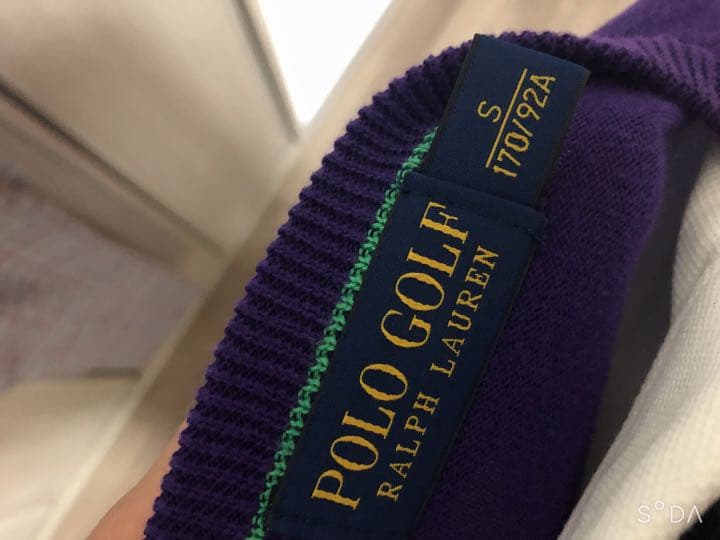 S
170/92A
POLO GOLF
RALPH LAUREN
S°DA